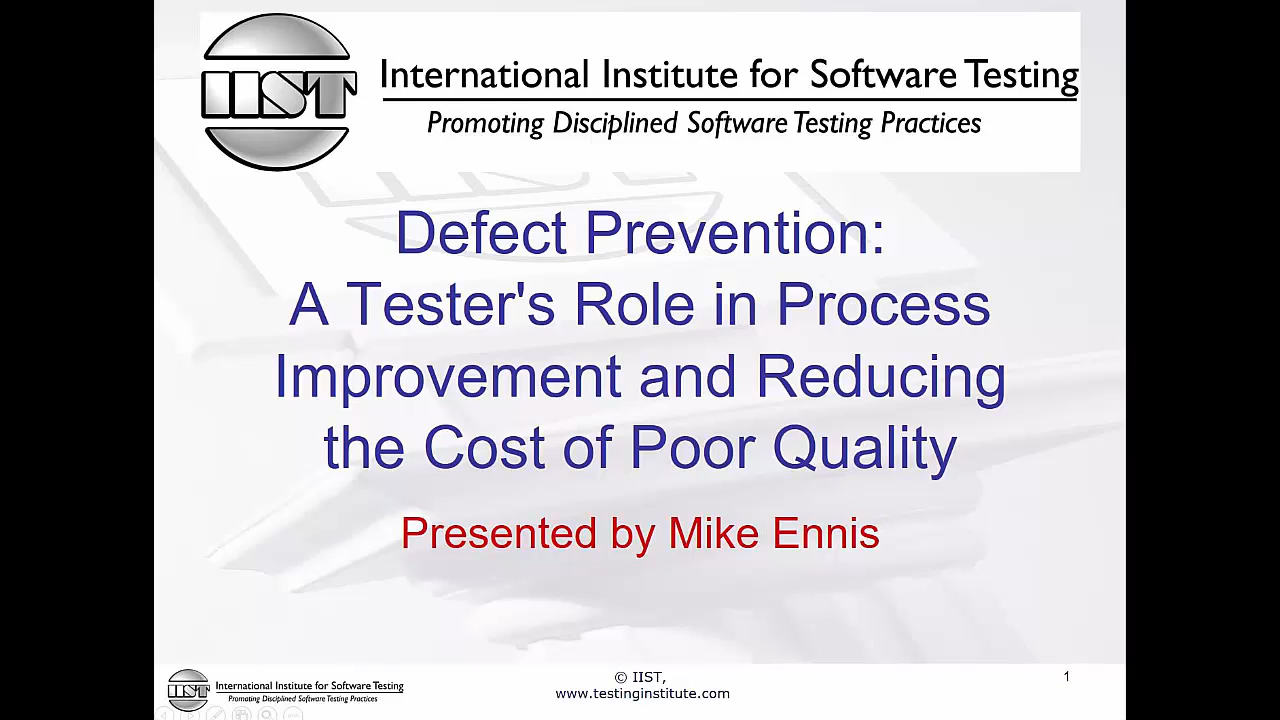 IIST
International Institute for Software Testing
Promoting Disciplined Software Testing Practices
Defect Prevention:
A Tester's Role in Process
Improvement and Reducing
the Cost of Poor Quality
Presented by Mike Ennis
IIST
International Institute for Software Testing
Promoting Disciplined Software Testing Practices
© IIST,
www.testinginstitute.com
1